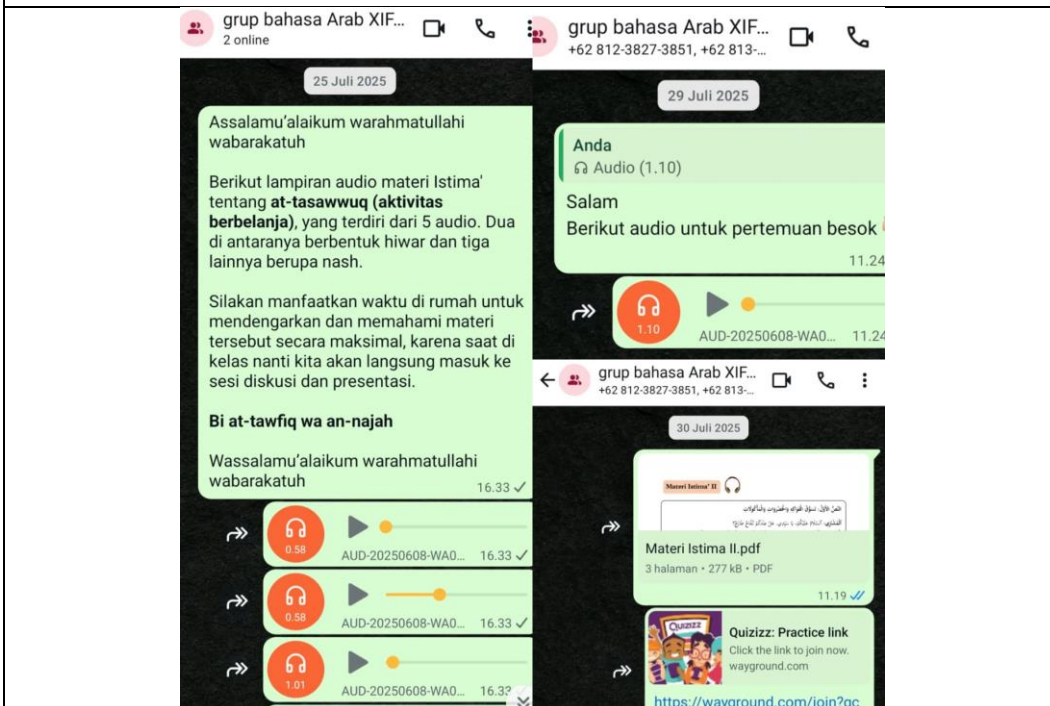 grup bahasa Arab XIF...
2 online
25 Juli 2025
Assalamu'alaikum warahmatullahi
wabarakatuh
Berikut lampiran audio materi Istima'
tentang at-tasawwuq (aktivitas
berbelanja), yang terdiri dari 5 audio. Dua
di antaranya berbentuk hiwar dan tiga
lainnya berupa nash.
Silakan manfaatkan waktu di rumah untuk
mendengarkan dan memahami materi
tersebut secara maksimal, karena saat di
kelas nanti kita akan langsung masuk ke
sesi diskusi dan presentasi.
Bi at-tawfiq wa an-najah
Wassalamu'alaikum warahmatullahi
wabarakatuh
16.33
0.58
AUD-20250608-WA0... 16.33
0.58
AUD-20250608-WA0... 16.33
1.01
AUD-20250608-WA0... 16.33
grup bahasa Arab XIF...
+62 812-3827-3851, +62 813-...
29 Juli 2025
Anda
Audio (1.10)
Salam
Berikut audio untuk pertemuan besok
11.24
1.10
AUD-20250608-WA0... 11.24
grup bahasa Arab XIF...
+62 812-3827-3851, +62 813-...
30 Juli 2025
Materi Istima' II
Materi Istima II.pdf
3 halaman • 277 kB • PDF
11.19
Quizizz
Quizizz: Practice link
Click the link to join now.
wayground.com
https://wayground.com/join?gc